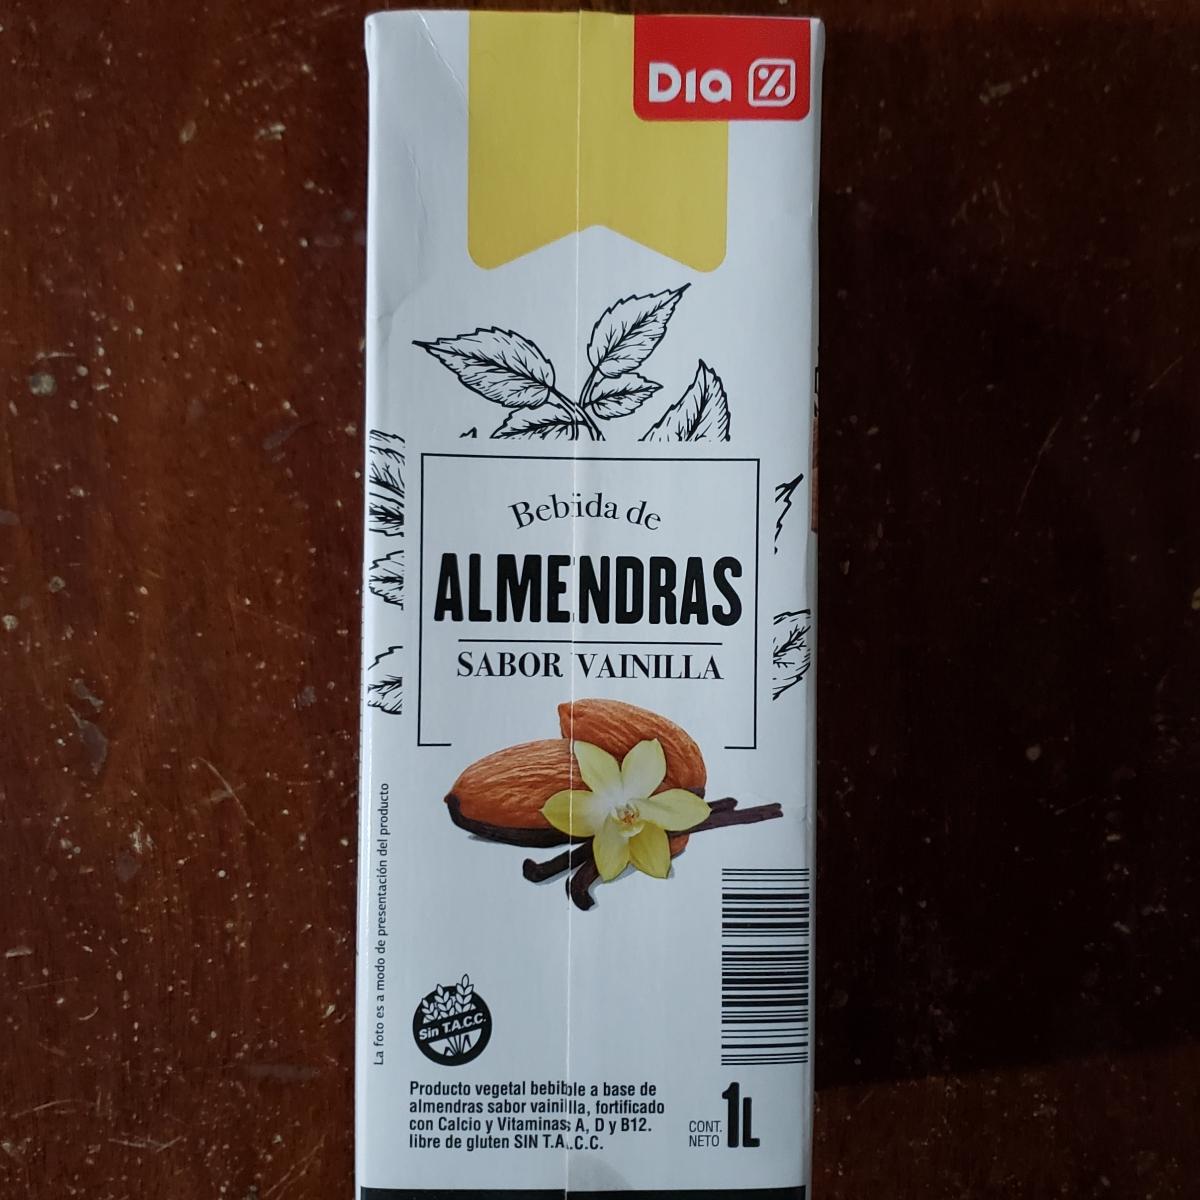 Dia %
Bebida de
ALMENDRAS
SABOR VAINILLA
La foto es a modo de presentación del producto
Sin T.A.C.C.
Producto vegetal bebible a base de
almendras sabor vainilla, fortificado
con Calcio y Vitaminas A, D y B12.
libre de gluten SIN T.A.C.C.
CONT.
NETO 1L